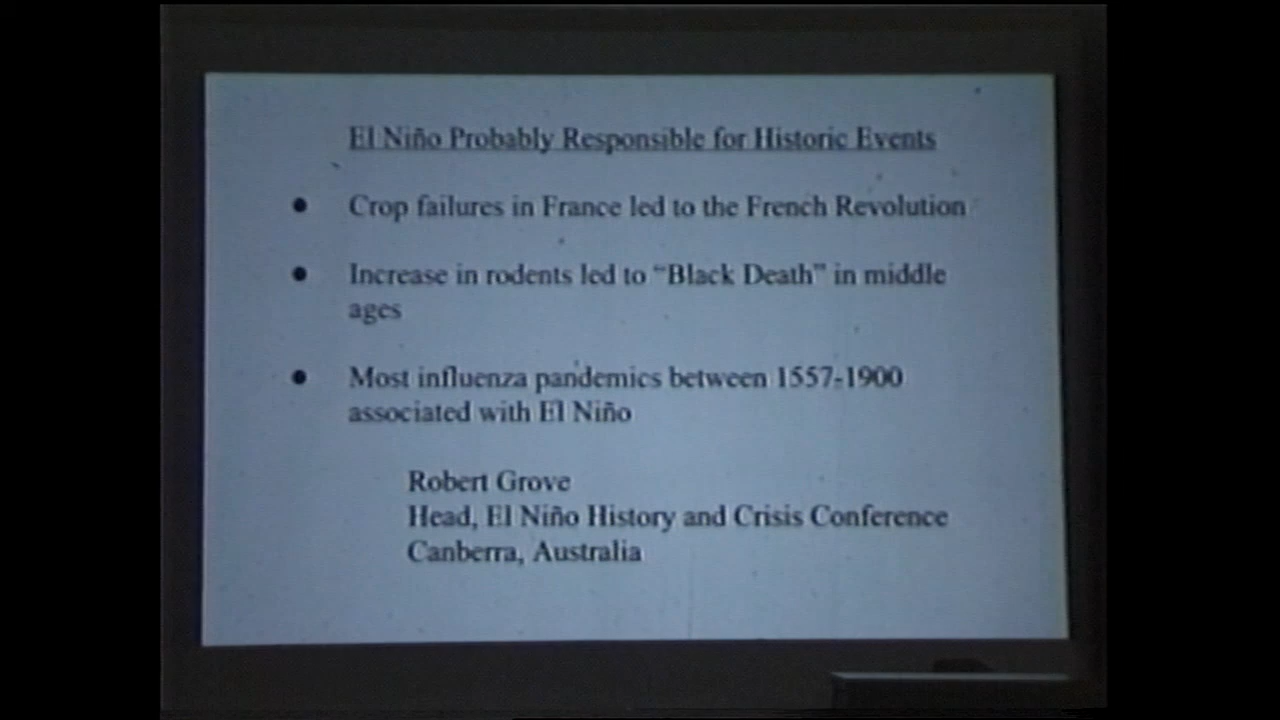 El Niño Probably Responsible for Historic Events
● Crop failures in France led to the French Revolution
● Increase in rodents led to “Black Death” in middle
ages
● Most influenza pandemics between 1557-1900
associated with El Niño
Robert Grove
Head, El Niño History and Crisis Conference
Canberra, Australia